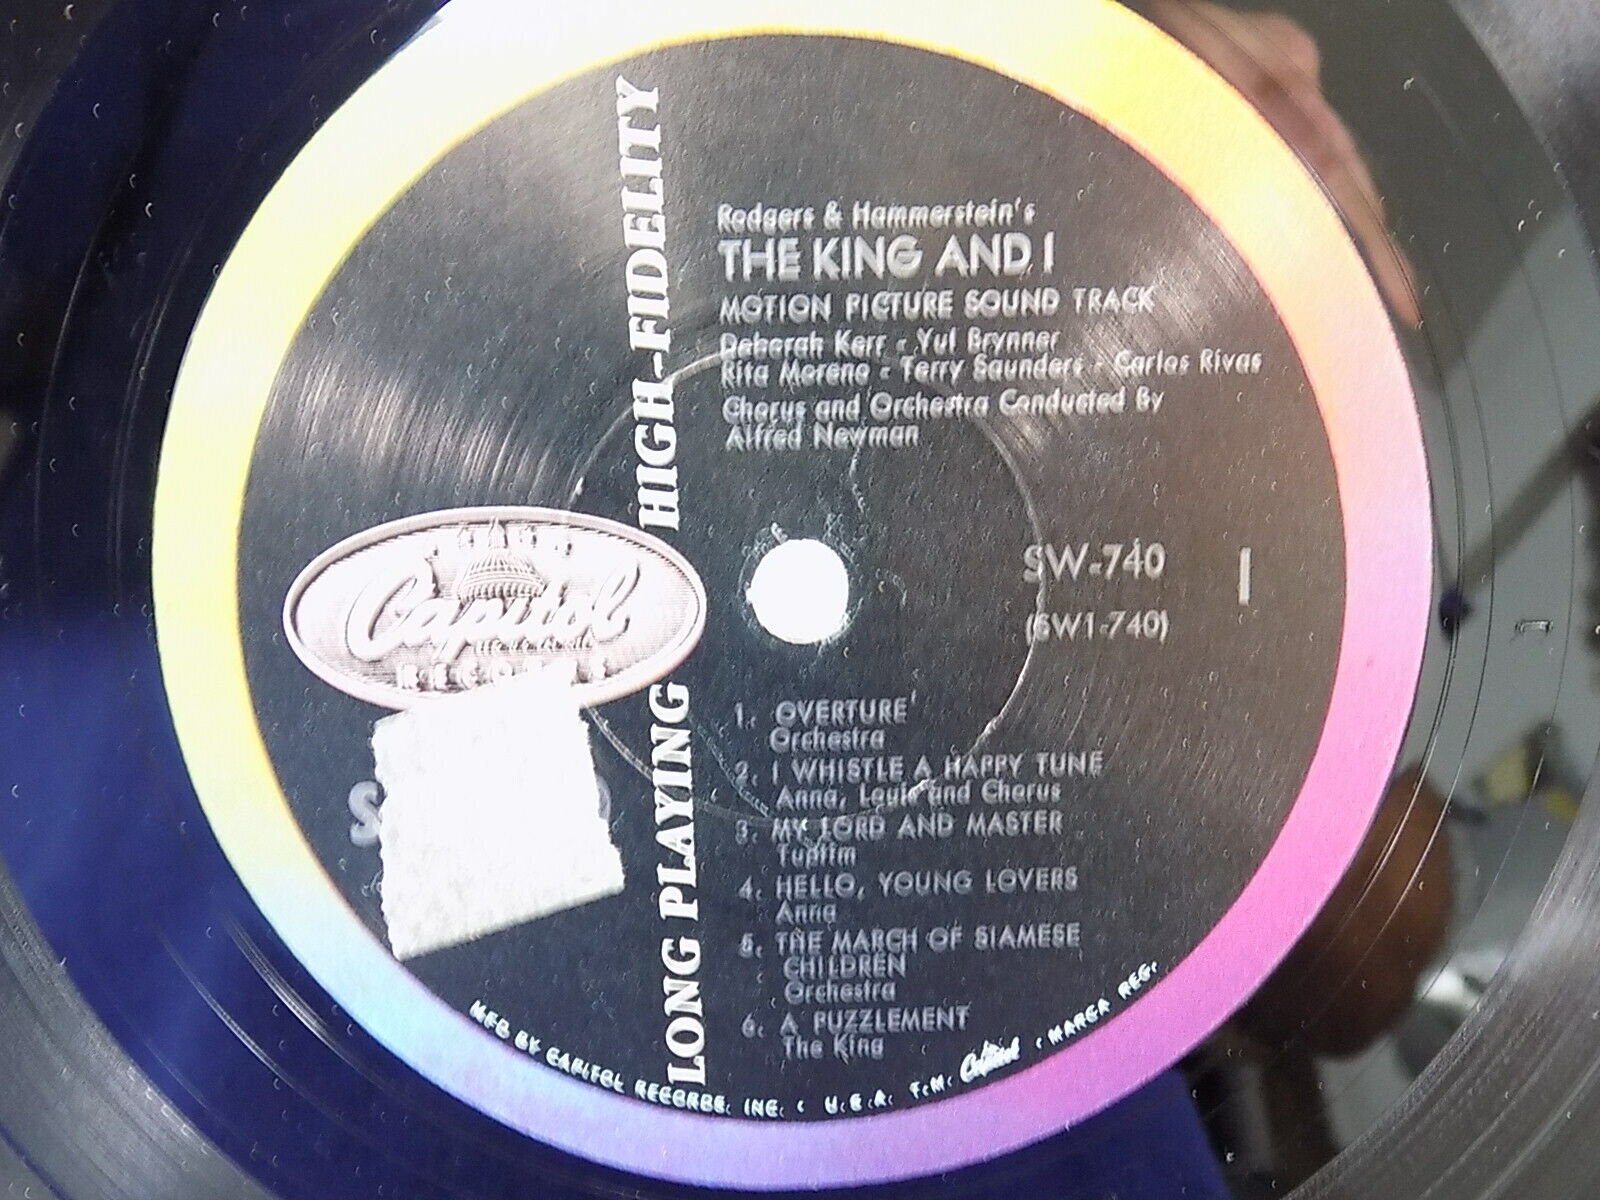 Rodgers & Hammerstein's
THE KING AND I
MOTION PICTURE SOUND TRACK
Deborah Kerr - Yul Brynner
Rita Moreno - Terry Saunders - Carlos Rivas
Chorus and Orchestra Conducted By
Alfred Newman
LONG PLAYING HIGH-FIDELITY
Capitol
RECORDS
SW-740 1
(SW1-740)
1. OVERTURE
Orchestra
2. I WHISTLE A HAPPY TUNE
Anna, Louis and Chorus
3. MY LORD AND MASTER
Tuptim
4. HELLO, YOUNG LOVERS
Anna
5. THE MARCH OF SIAMESE
CHILDREN
Orchestra
6. A PUZZLEMENT
The King
MFD BY CAPITOL RECORDS, INC. • U.S.A. T.M. Capitol • MARCA REG.